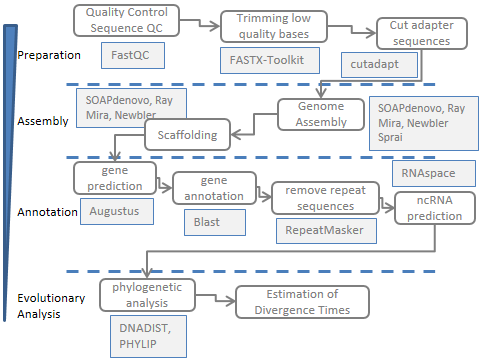 Quality Control
Sequence QC
Trimming low
quality bases
Cut adapter
sequences
Preparation
FastQC
FASTX-Toolkit
cutadapt
SOAPdenovo, Ray
Mira, Newbler
Genome
Assembly
SOAPdenovo, Ray
Mira, Newbler
Sprai
Assembly
Scaffolding
gene
prediction
gene
annotation
remove repeat
sequences
RNAspace
ncRNA
prediction
Annotation
Augustus
Blast
RepeatMasker
phylogenetic
analysis
Estimation of
Divergence Times
Evolutionary
Analysis
DNADIST,
PHYLIP